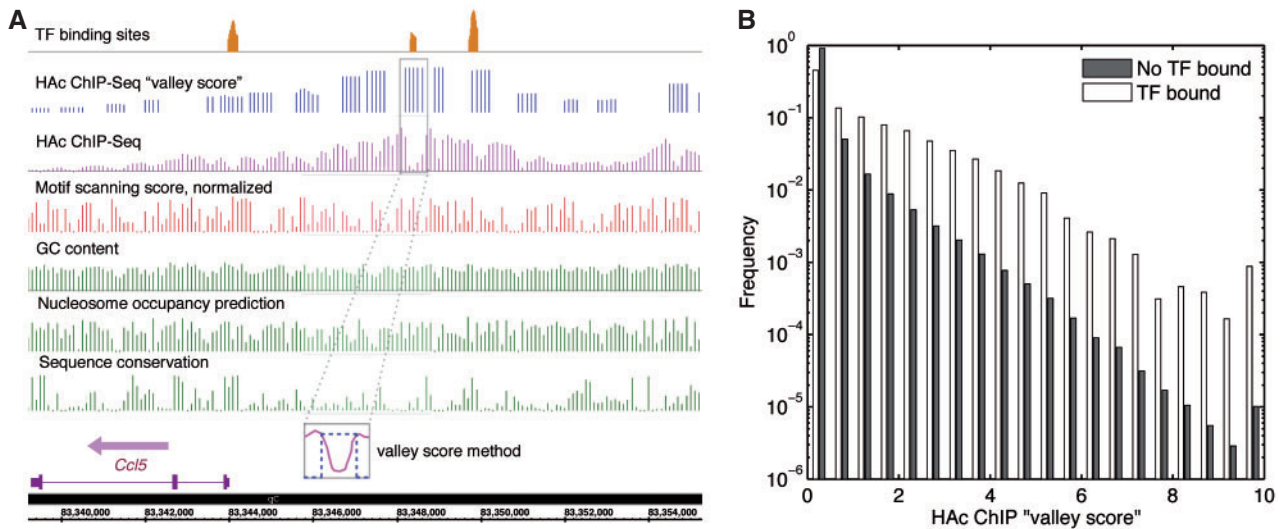 A
TF binding sites
HAc ChIP-Seq “valley score”
HAc ChIP-Seq
Motif scanning score, normalized
GC content
Nucleosome occupancy prediction
Sequence conservation
valley score method
Ccl5
qC
83,340,000 83,342,000 83,344,000 83,346,000 83,348,000 83,350,000 83,352,000 83,354,000
B
No TF bound
TF bound
Frequency
10^0
10^-1
10^-2
10^-3
10^-4
10^-5
10^-6
0 2 4 6 8 10
HAc ChIP "valley score"